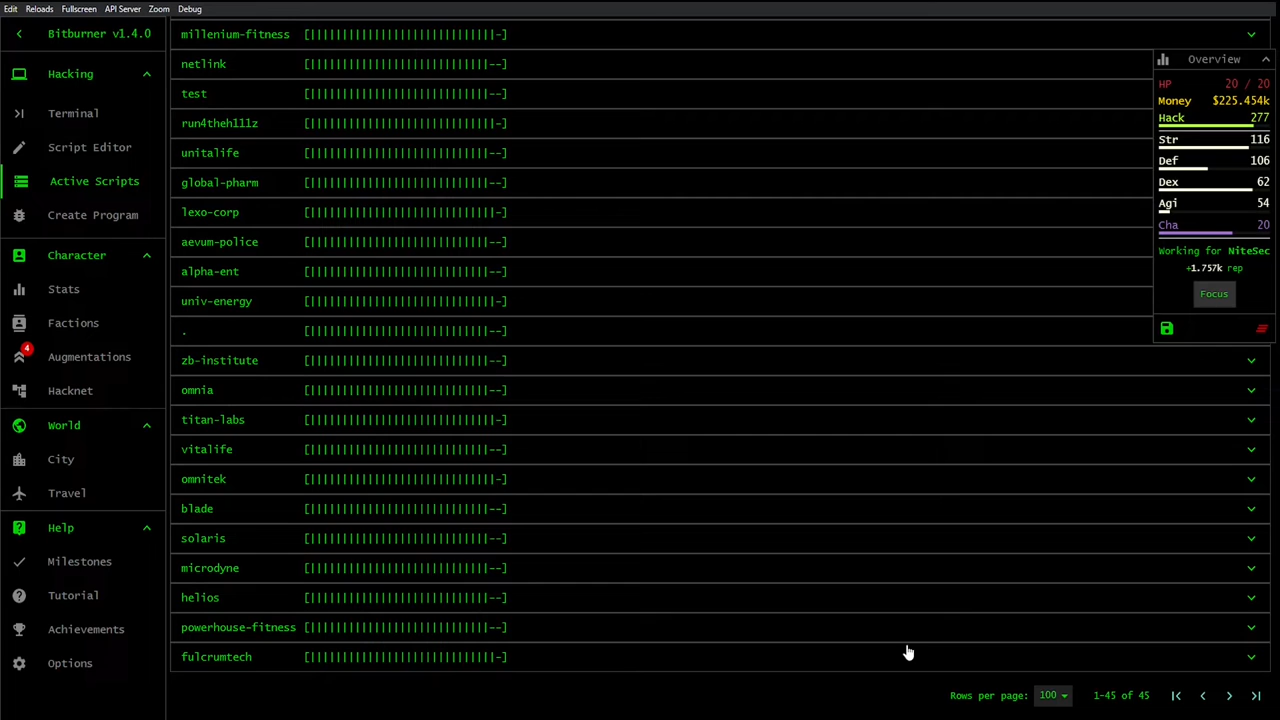 Edit Reloads Fullscreen API Server Zoom Debug
Bitburner v1.4.0
Hacking
Terminal
Script Editor
Active Scripts
Create Program
Character
Stats
Factions
4
Augmentations
Hacknet
World
City
Travel
Help
Milestones
Tutorial
Achievements
Options
millenium-fitness [||||||||||||||||||||||||||||-]
netlink [|||||||||||||||||||||||||||--]
test [|||||||||||||||||||||||||||--]
run4theh111z [|||||||||||||||||||||||||||--]
unitalife [|||||||||||||||||||||||||||--]
global-pharm [|||||||||||||||||||||||||||--]
lexo-corp [||||||||||||||||||||||||||||-]
aevum-police [|||||||||||||||||||||||||||--]
alpha-ent [||||||||||||||||||||||||||||-]
univ-energy [||||||||||||||||||||||||||||-]
. [|||||||||||||||||||||||||||--]
zb-institute [|||||||||||||||||||||||||||--]
omnia [|||||||||||||||||||||||||||--]
titan-labs [|||||||||||||||||||||||||||--]
vitalife [|||||||||||||||||||||||||||--]
omnitek [||||||||||||||||||||||||||||-]
blade [|||||||||||||||||||||||||||--]
solaris [|||||||||||||||||||||||||||--]
microdyne [|||||||||||||||||||||||||||--]
helios [|||||||||||||||||||||||||||--]
powerhouse-fitness [|||||||||||||||||||||||||||--]
fulcrumtech [||||||||||||||||||||||||||||-]
Rows per page: 100 1-45 of 45
Overview
HP 20 / 20
Money $225.454k
Hack 277
Str 116
Def 106
Dex 62
Agi 54
Cha 20
Working for NiteSec
+1.757k rep
Focus